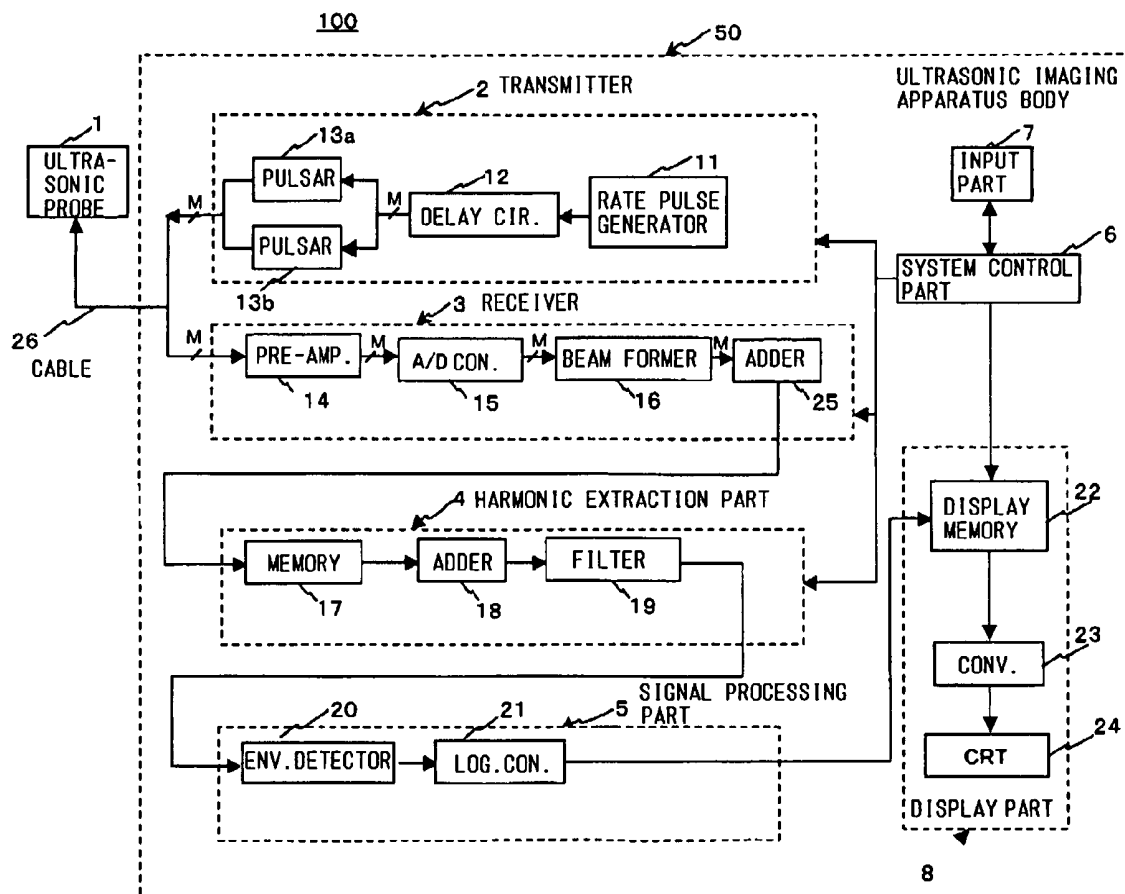 100
50
ULTRASONIC IMAGING
APPARATUS BODY
2 TRANSMITTER
1
ULTRA-
SONIC
PROBE
13a
PULSAR
PULSAR
13b
M
M
12
DELAY CIR.
11
RATE PULSE
GENERATOR
7
INPUT
PART
6
SYSTEM CONTROL
PART
26
CABLE
3 RECEIVER
M
PRE-AMP.
14
M
A/D CON.
15
M
BEAM FORMER
16
M
ADDER
25
4 HARMONIC EXTRACTION PART
MEMORY
17
ADDER
18
FILTER
19
DISPLAY
MEMORY
22
CONV.
23
CRT
24
DISPLAY PART
8
SIGNAL PROCESSING
PART
5
20
ENV.DETECTOR
21
LOG.CON.